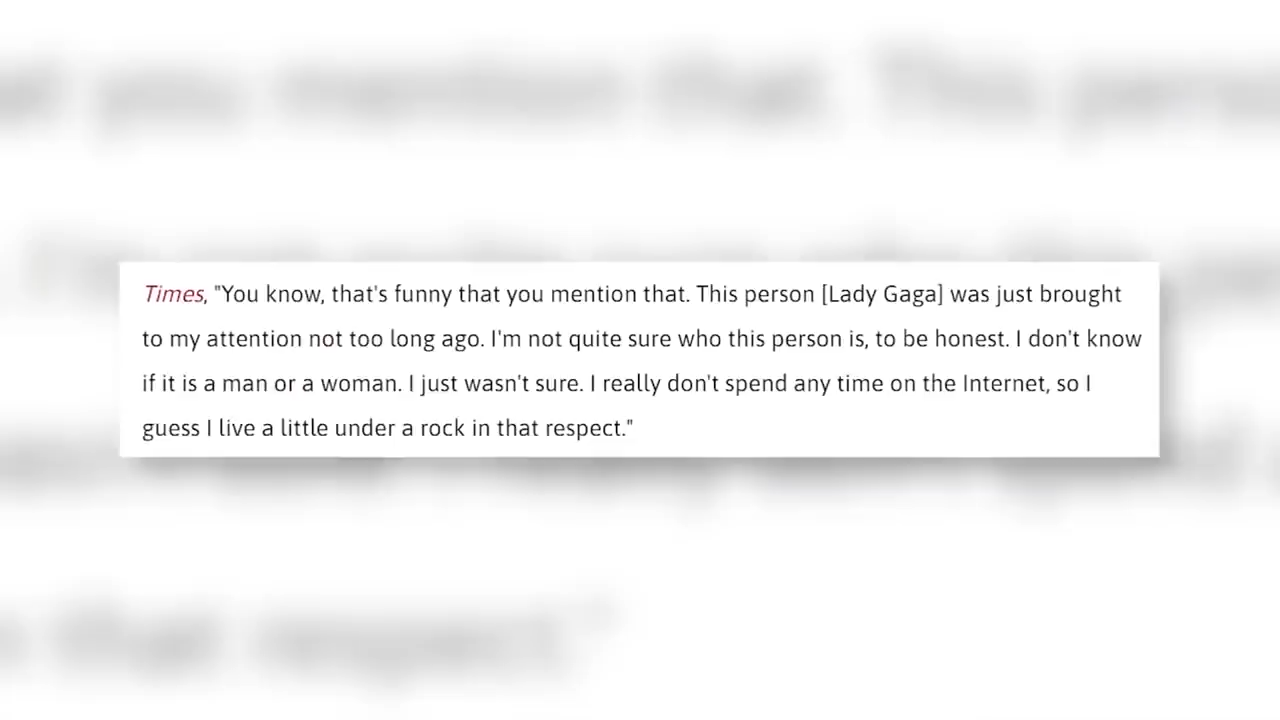 Times, "You know, that's funny that you mention that. This person [Lady Gaga] was just brought
to my attention not too long ago. I'm not quite sure who this person is, to be honest. I don't know
if it is a man or a woman. I just wasn't sure. I really don't spend any time on the Internet, so I
guess I live a little under a rock in that respect."